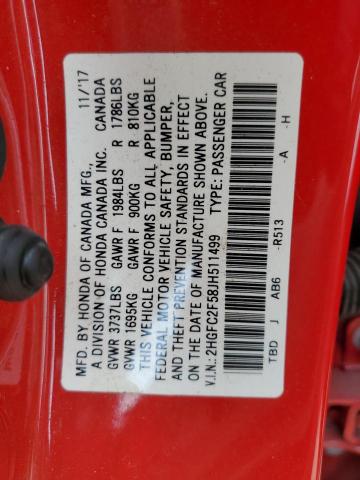 MFD. BY HONDA OF CANADA MFG., 11/'17
A DIVISION OF HONDA CANADA INC. CANADA
GVWR 3737LBS GAWR F 1984LBS R 1786LBS
GVWR 1695KG GAWR F 900KG R 810KG
THIS VEHICLE CONFORMS TO ALL APPLICABLE
FEDERAL MOTOR VEHICLE SAFETY, BUMPER,
AND THEFT PREVENTION STANDARDS IN EFFECT
ON THE DATE OF MANUFACTURE SHOWN ABOVE.
V.I.N.: 2HGFC2F58JH511499 TYPE: PASSENGER CAR
TBD J AB6 -R513 -A -H